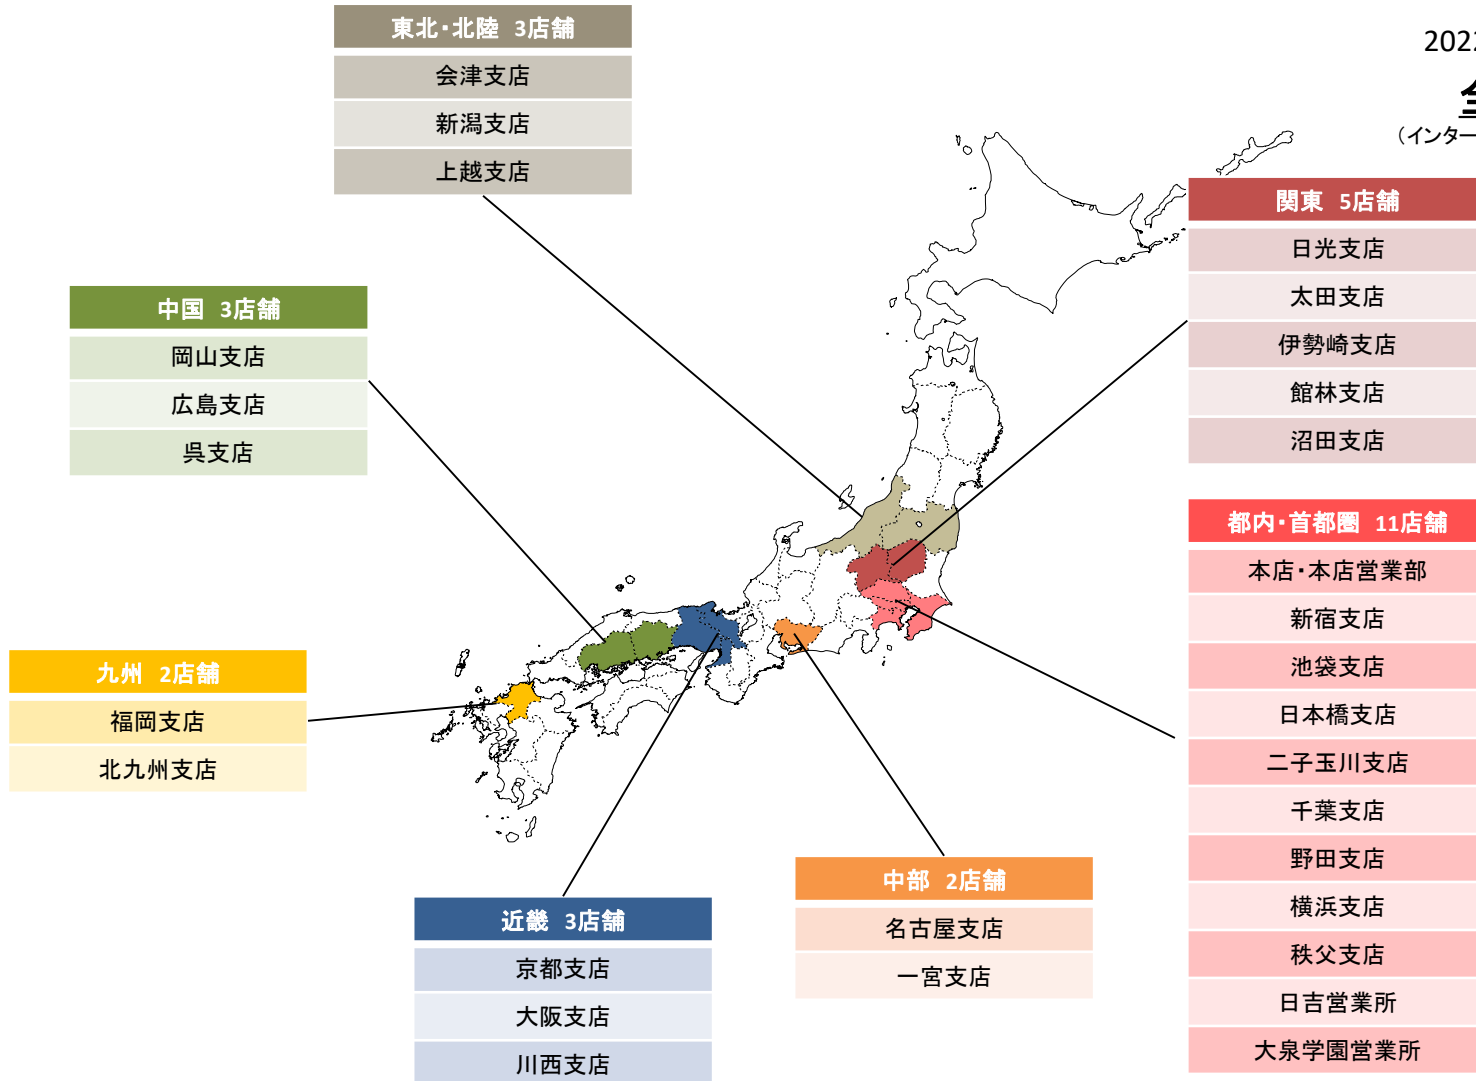 東北・北陸 3店舗
会津支店
新潟支店
上越支店
2022
全
（インター
関東 5店舗
日光支店
太田支店
伊勢崎支店
館林支店
沼田支店
中国 3店舗
岡山支店
広島支店
呉支店
都内・首都圏 11店舗
本店・本店営業部
新宿支店
池袋支店
日本橋支店
二子玉川支店
千葉支店
野田支店
横浜支店
秩父支店
日吉営業所
大泉学園営業所
九州 2店舗
福岡支店
北九州支店
中部 2店舗
名古屋支店
一宮支店
近畿 3店舗
京都支店
大阪支店
川西支店